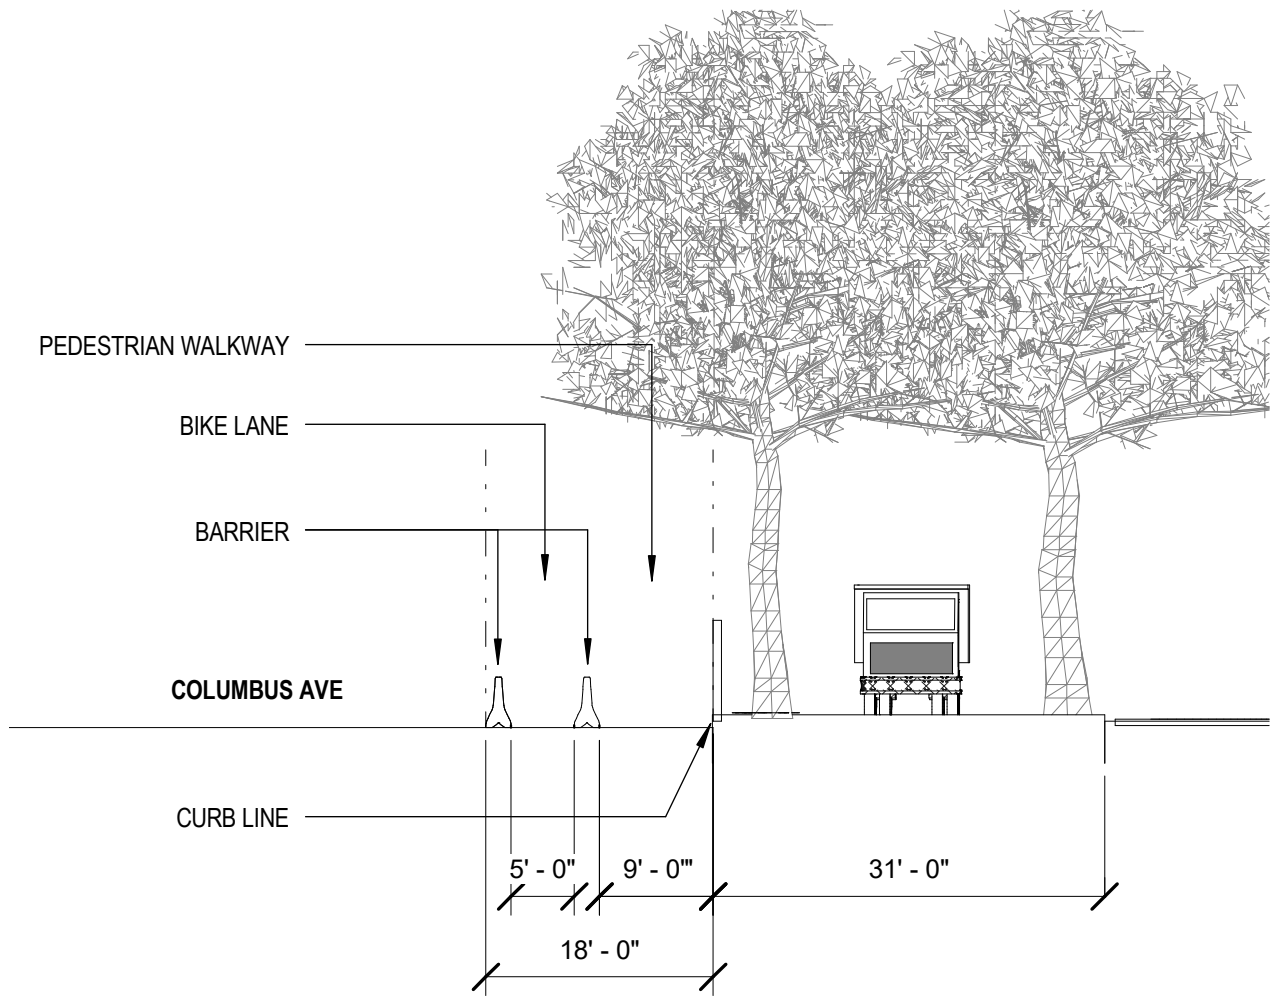 PEDESTRIAN WALKWAY
BIKE LANE
BARRIER
COLUMBUS AVE
CURB LINE
5' - 0"
9' - 0'"
31' - 0"
18' - 0"